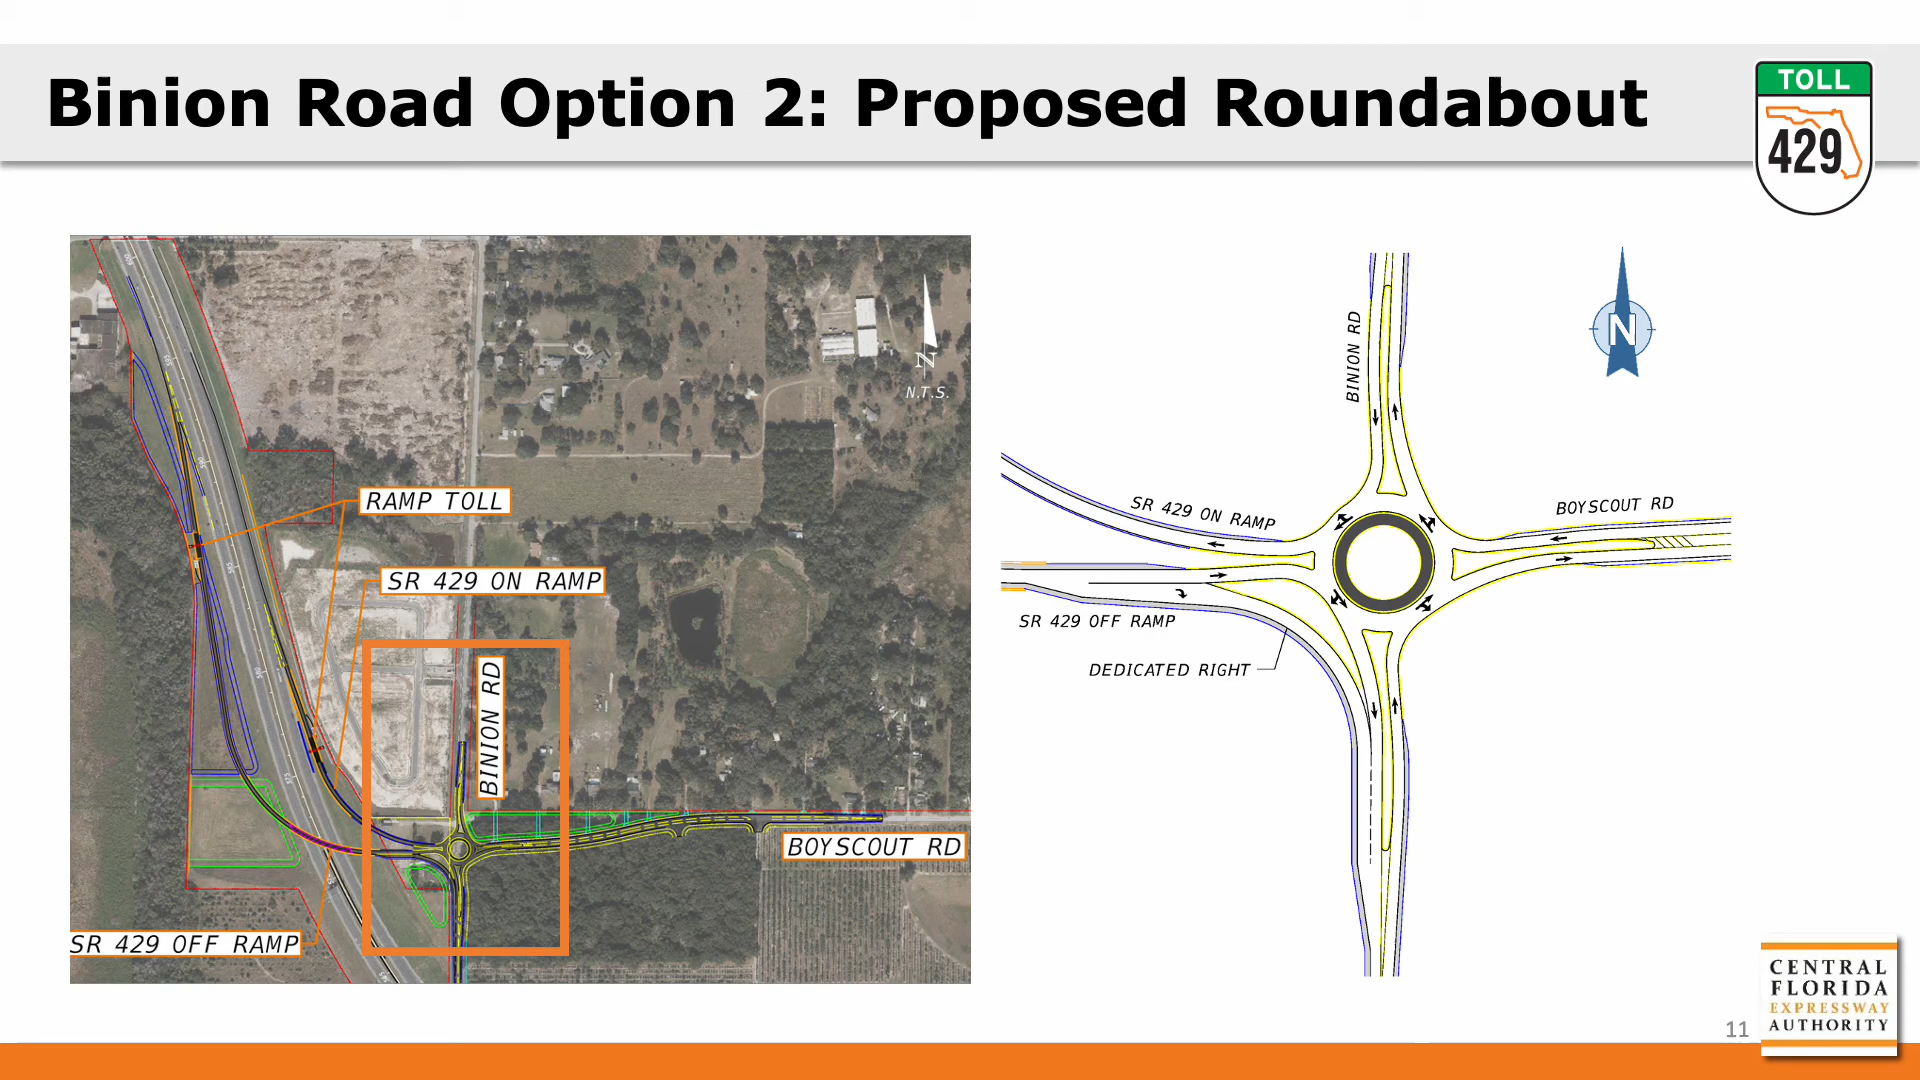 Binion Road Option 2: Proposed Roundabout
TOLL
429
N
N.T.S.
RAMP TOLL
SR 429 ON RAMP
BINION RD
BOYSCOUT RD
SR 429 OFF RAMP
N
BINION RD
SR 429 ON RAMP
BOYSCOUT RD
SR 429 OFF RAMP
DEDICATED RIGHT
CENTRAL
FLORIDA
EXPRESSWAY
AUTHORITY
11